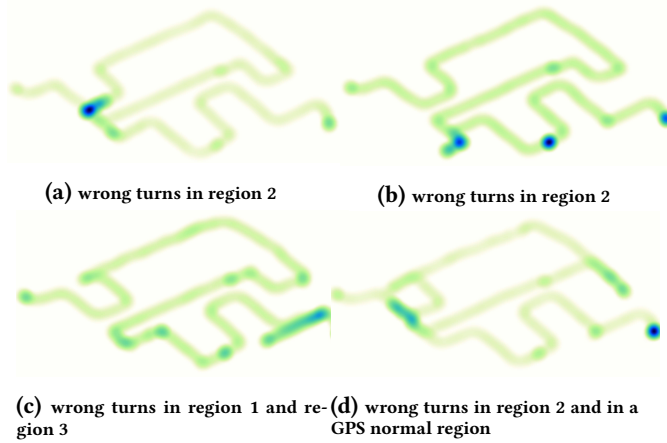 (a) wrong turns in region 2
(b) wrong turns in region 2
(c) wrong turns in region 1 and re-
gion 3
(d) wrong turns in region 2 and in a
GPS normal region